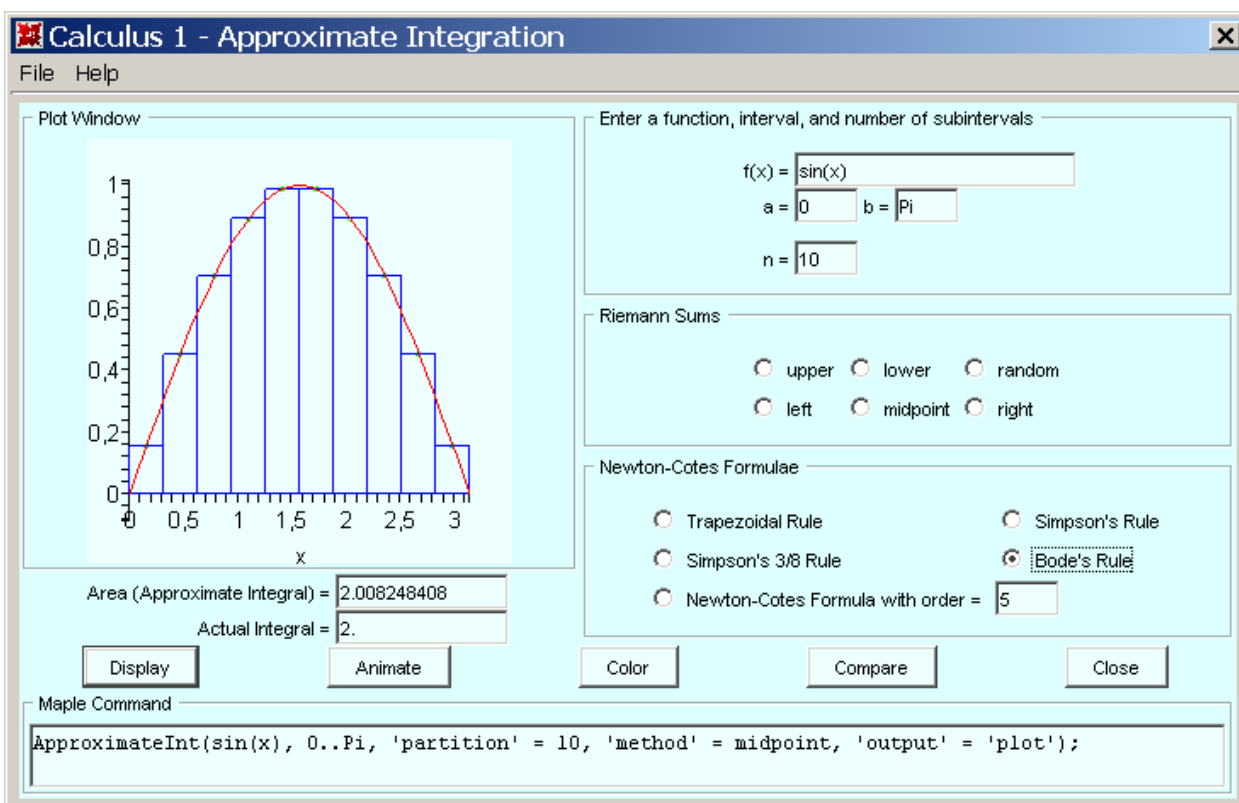 Calculus 1 - Approximate Integration
File Help
Plot Window
1
0,8
0,6
0,4
0,2
0
0 0,5 1 1,5 2 2,5 3
x
Area (Approximate Integral) = 2.008248408
Actual Integral = 2.
Enter a function, interval, and number of subintervals
f(x) = sin(x)
a = 0 b = Pi
n = 10
Riemann Sums
upper lower random
left midpoint right
Newton-Cotes Formulae
Trapezoidal Rule Simpson's Rule
Simpson's 3/8 Rule Bode's Rule
Newton-Cotes Formula with order = 5
Display Animate Color Compare Close
Maple Command
ApproximateInt(sin(x), 0..Pi, 'partition' = 10, 'method' = midpoint, 'output' = 'plot');